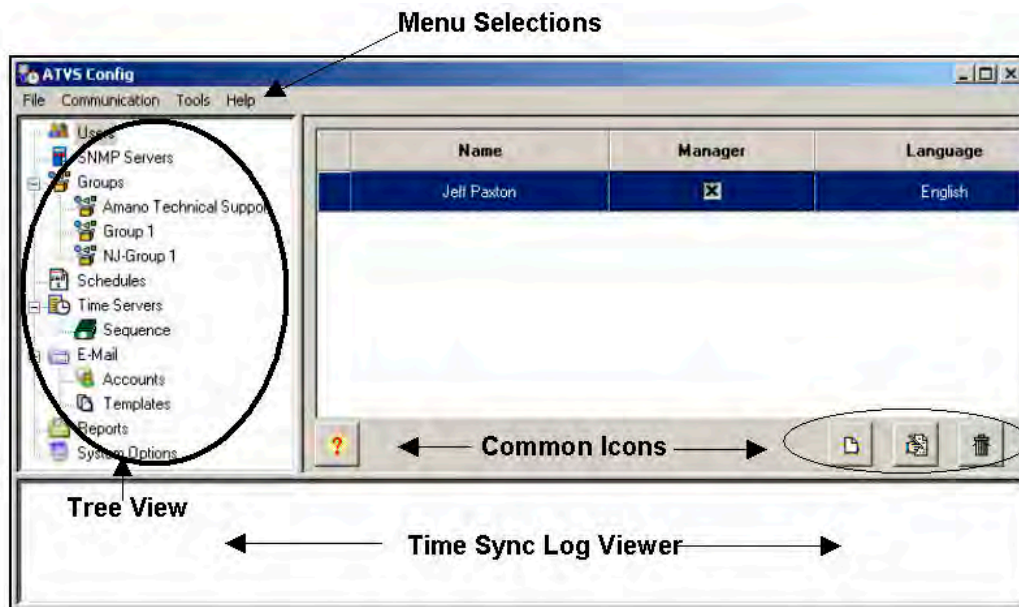 Menu Selections
ATVS Config
File Communication Tools Help
Users
SNMP Servers
Groups
Amano Technical Suppor
Group 1
NJ-Group 1
Schedules
Time Servers
Sequence
E-Mail
Accounts
Templates
Reports
System Options
Name Manager Language
Jeff Paxton English
?
Common Icons
Tree View
Time Sync Log Viewer